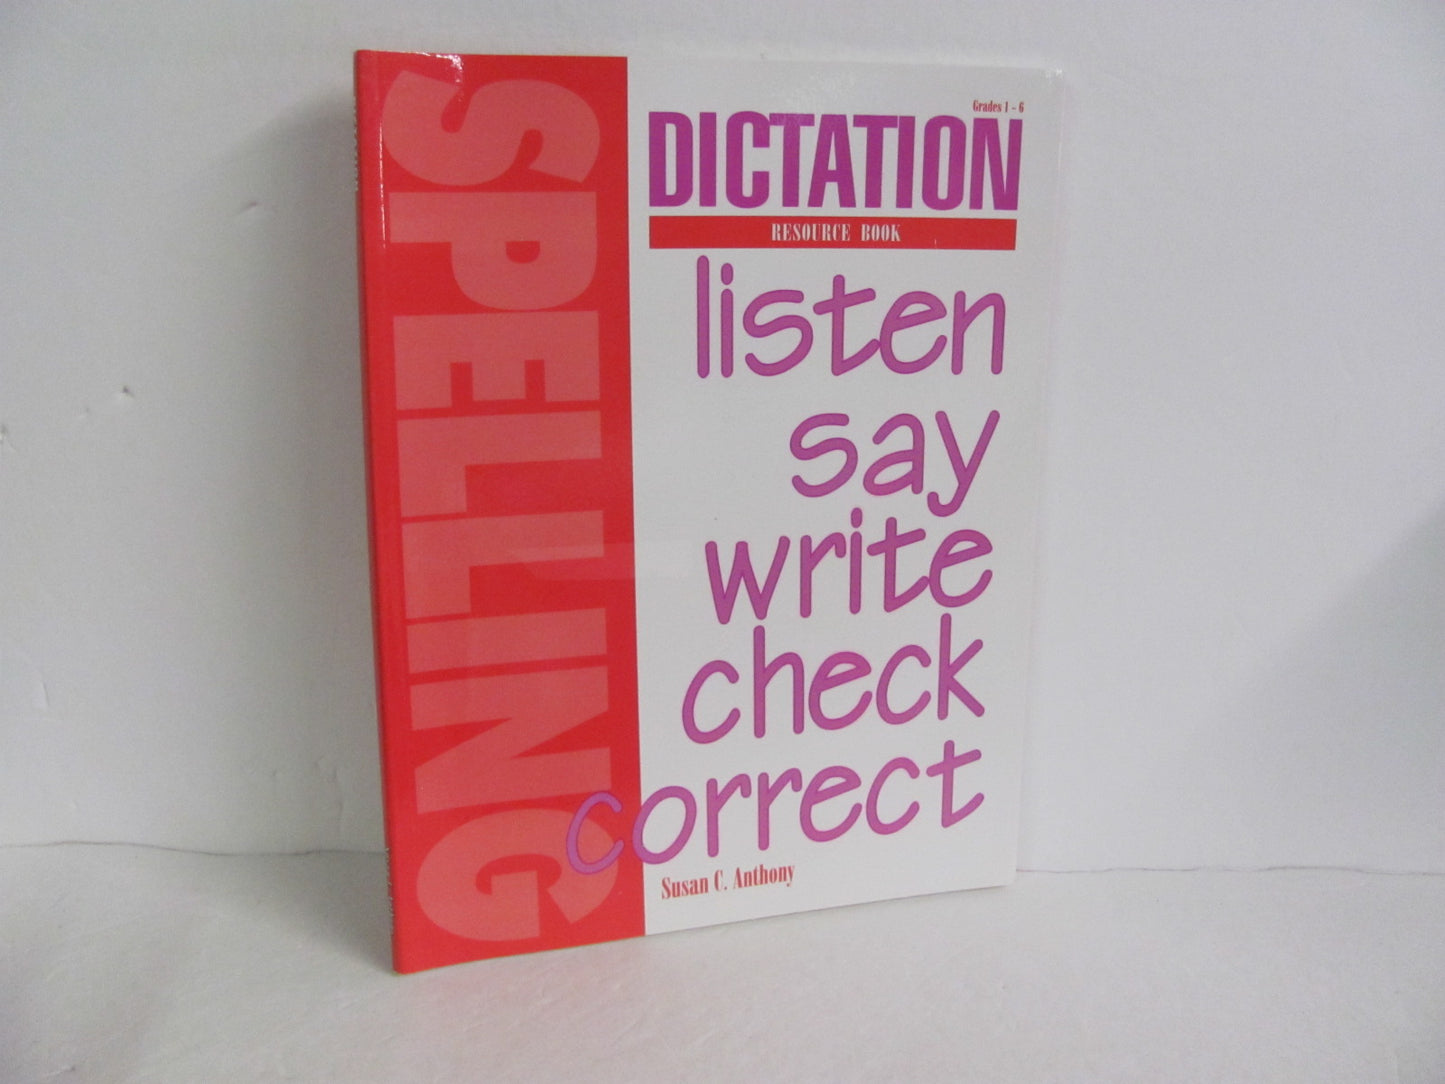 SPELLING
Grades 1 - 6
DICTATION
RESOURCE BOOK
listen
say
write
check
correct
Susan C. Anthony